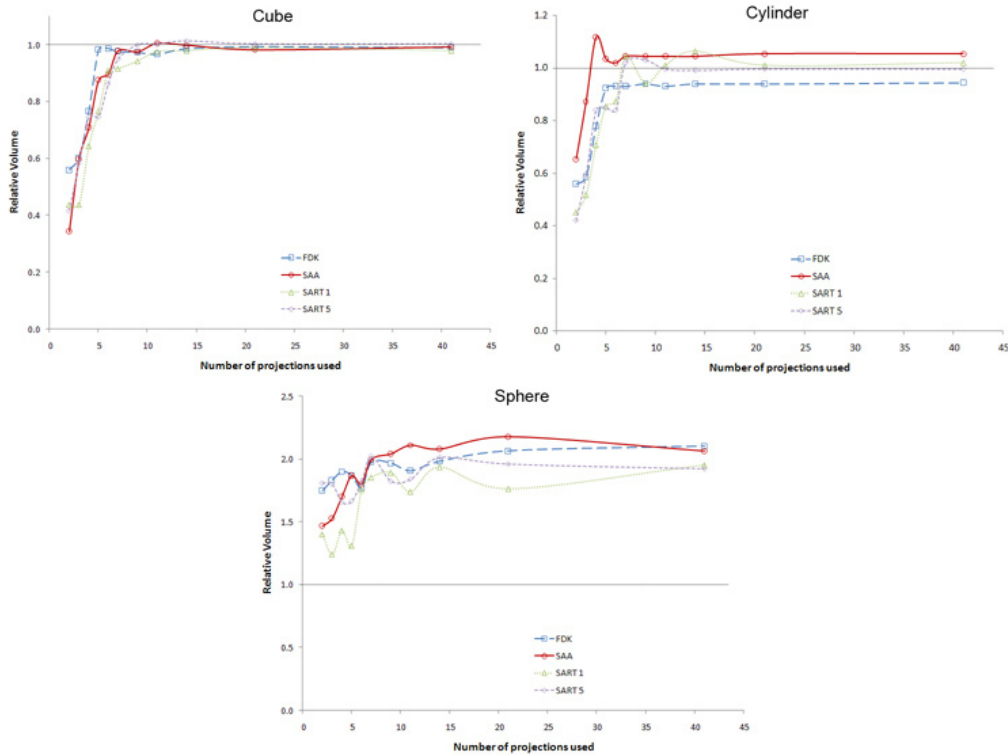 Cube
Relative Volume
1.2
1.0
0.8
0.6
0.4
0.2
0.0
0 5 10 15 20 25 30 35 40 45
Number of projections used
FDK
SAA
SART 1
SART 5
Cylinder
Relative Volume
1.2
1.0
0.8
0.6
0.4
0.2
0.0
0 5 10 15 20 25 30 35 40 45
Number of projections used
FDK
SAA
SART 1
SART 5
Sphere
Relative Volume
2.5
2.0
1.5
1.0
0.5
0.0
0 5 10 15 20 25 30 35 40 45
Number of projections used
FDK
SAA
SART 1
SART 5